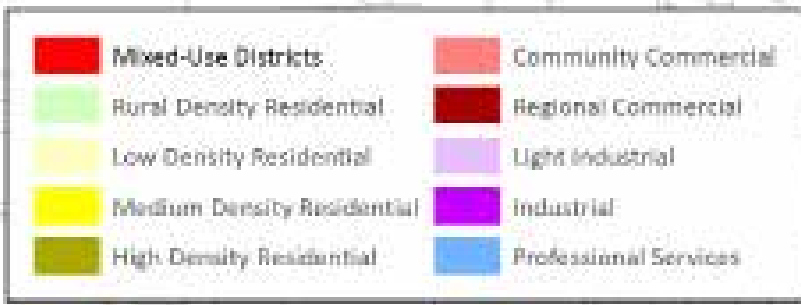 Mixed-Use Districts
Rural Density Residential
Low Density Residential
Medium Density Residential
High Density Residential
Community Commercial
Regional Commercial
Light Industrial
Industrial
Professional Services